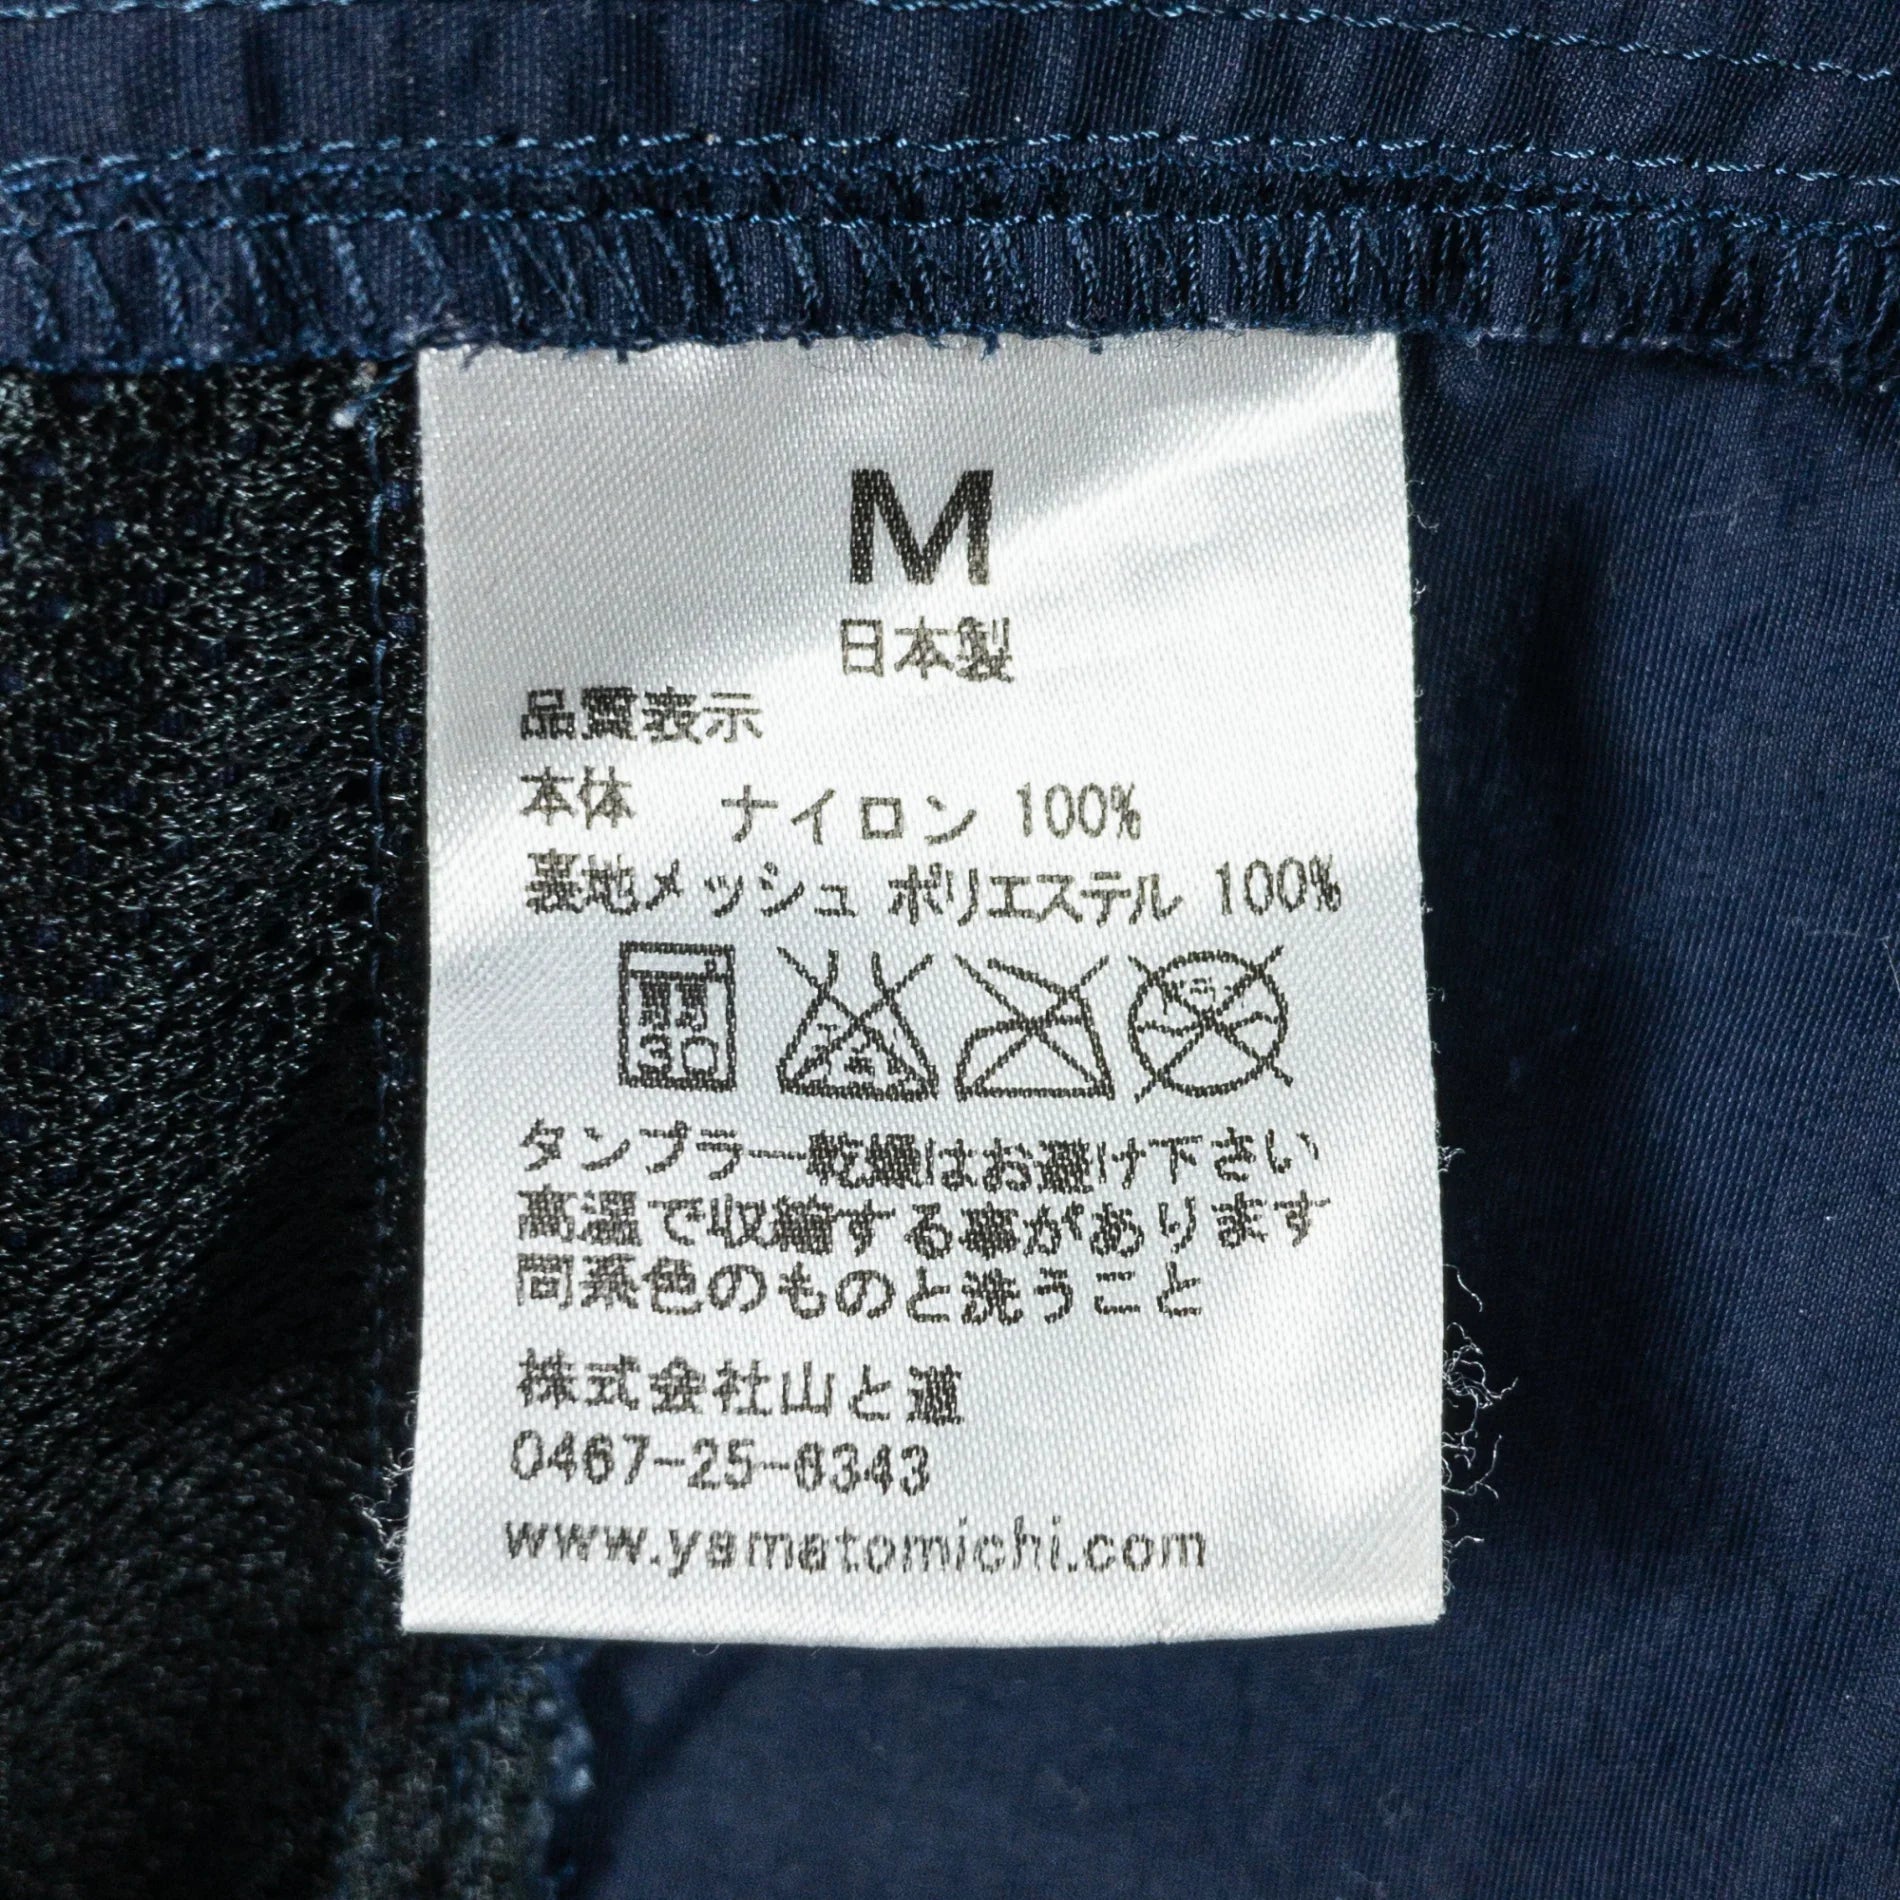 M
日本製
品質表示
本体 ナイロン 100%
裏地メッシュ ポリエステル 100%
30
タンブラー乾燥はお避け下さい
高温で収縮する事があります
同系色のものと洗うこと
株式会社山と道
0467-25-6343
www.yamatomichi.com